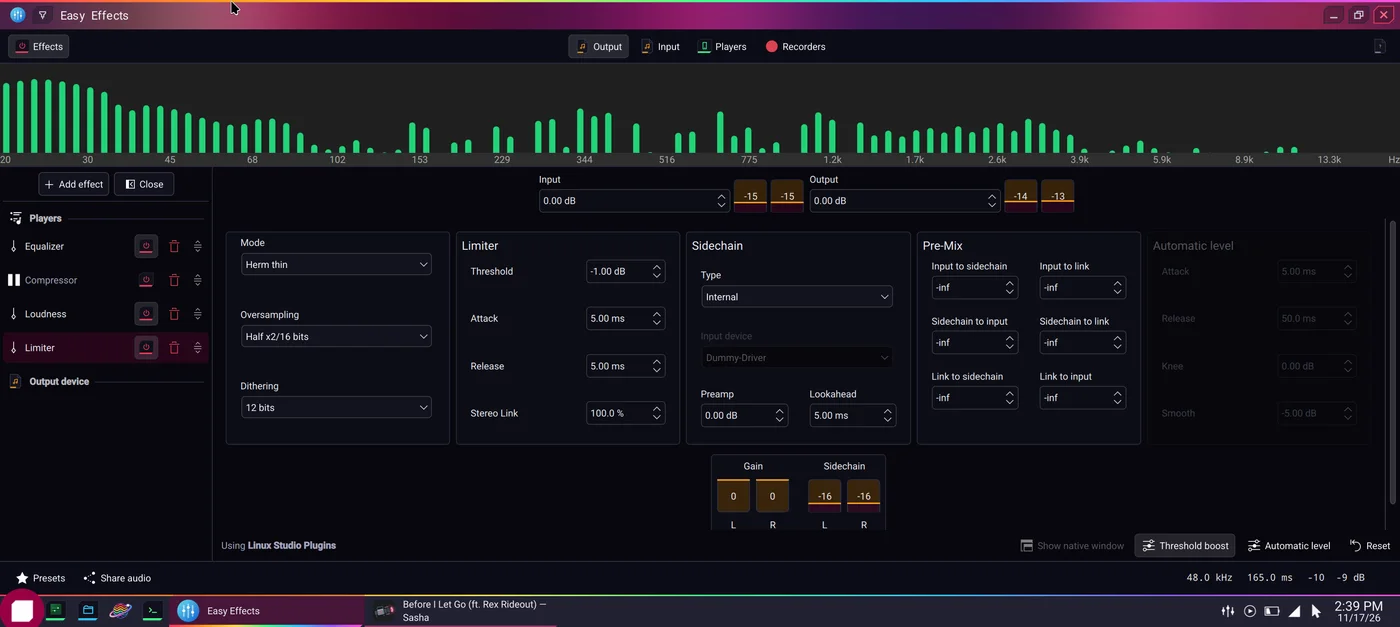 Easy Effects
Effects
Output
Input
Players
Recorders
20 30 45 68 102 153 229 344 516 775 1.2k 1.7k 2.6k 3.9k 5.9k 8.9k 13.3k Hz
Add effect
Close
Players
Equalizer
Compressor
Loudness
Limiter
Output device
Input
0.00 dB
-15
-15
Output
0.00 dB
-14
-13
Mode
Herm thin
Oversampling
Half x2/16 bits
Dithering
12 bits
Limiter
Threshold
-1.00 dB
Attack
5.00 ms
Release
5.00 ms
Stereo Link
100.0 %
Sidechain
Type
Internal
Input device
Dummy-Driver
Preamp
0.00 dB
Lookahead
5.00 ms
Pre-Mix
Input to sidechain
-inf
Input to link
-inf
Sidechain to input
-inf
Sidechain to link
-inf
Link to sidechain
-inf
Link to input
-inf
Automatic level
Attack
5.00 ms
Release
50.0 ms
Knee
0.00 dB
Smooth
-5.00 dB
Gain
0
0
L
R
Sidechain
-16
-16
L
R
Using Linux Studio Plugins
Show native window
Threshold boost
Automatic level
Reset
Presets
Share audio
48.0 kHz 165.0 ms -10 -9 dB
Easy Effects
Before I Let Go (ft. Rex Rideout) —
Sasha
2:39 PM
11/17/26